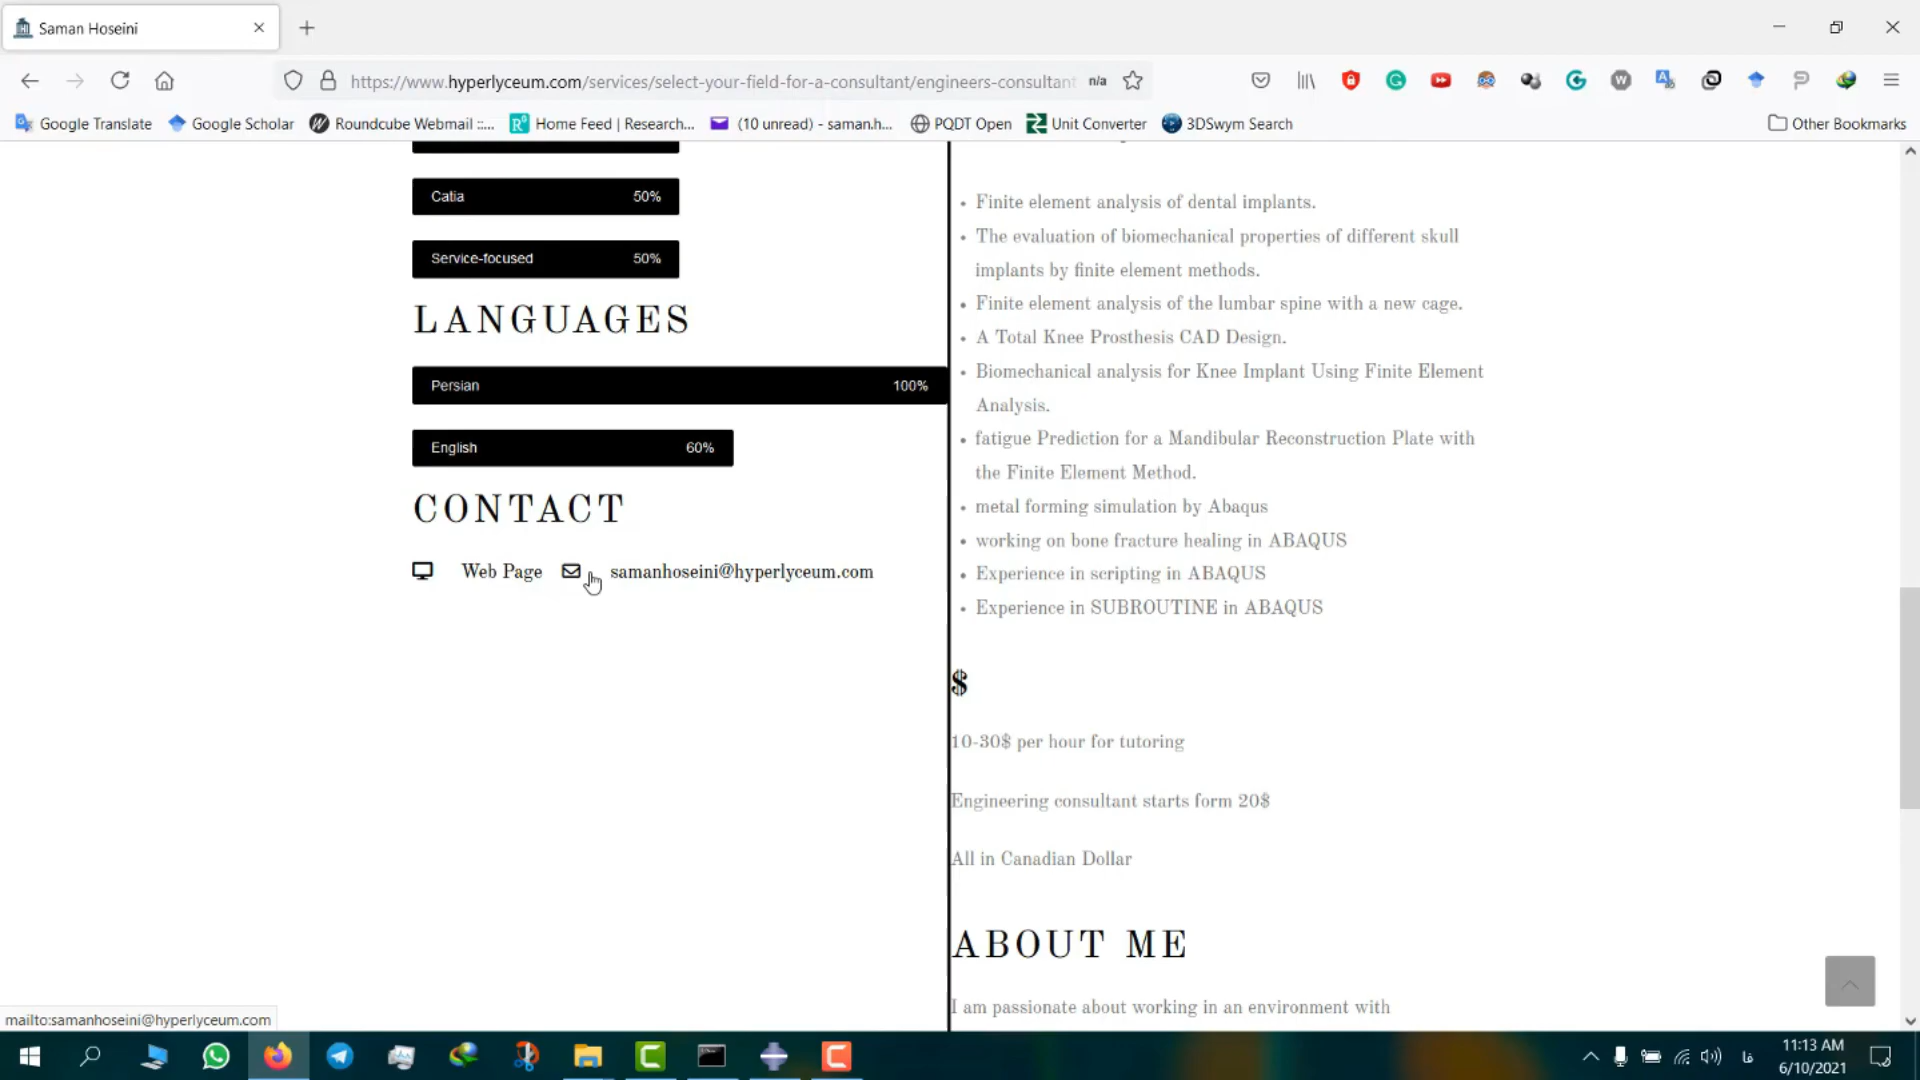 Saman Hoseini
https://www.hyperlyceum.com/services/select-your-field-for-a-consultant/engineers-consultant
n/a
Google Translate
Google Scholar
Roundcube Webmail ::...
Home Feed | Research...
(10 unread) - saman.h...
PQDT Open
Unit Converter
3DSwym Search
Other Bookmarks
Catia 50%
Service-focused 50%
LANGUAGES
Persian 100%
English 60%
CONTACT
Web Page samanhoseini@hyperlyceum.com
• Finite element analysis of dental implants.
• The evaluation of biomechanical properties of different skull
implants by finite element methods.
• Finite element analysis of the lumbar spine with a new cage.
• A Total Knee Prosthesis CAD Design.
• Biomechanical analysis for Knee Implant Using Finite Element
Analysis.
• fatigue Prediction for a Mandibular Reconstruction Plate with
the Finite Element Method.
• metal forming simulation by Abaqus
• working on bone fracture healing in ABAQUS
• Experience in scripting in ABAQUS
• Experience in SUBROUTINE in ABAQUS
$
10-30$ per hour for tutoring
Engineering consultant starts form 20$
All in Canadian Dollar
ABOUT ME
I am passionate about working in an environment with
mailto:samanhoseini@hyperlyceum.com
فا
11:13 AM
6/10/2021